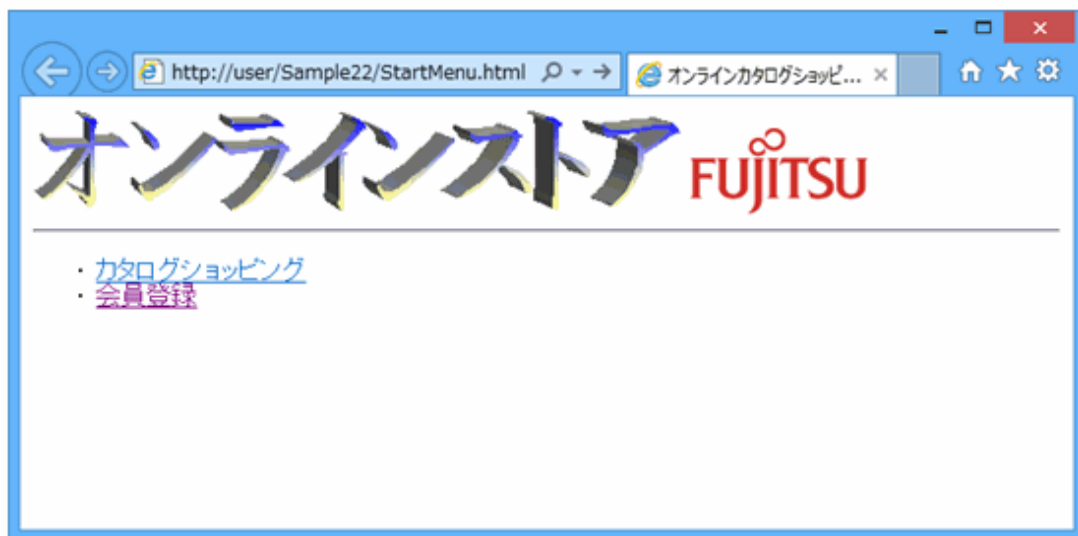 http://user/Sample22/StartMenu.html
オンラインカタログショッピ...
オンラインストア FUJITSU
・カタログショッピング
・会員登録